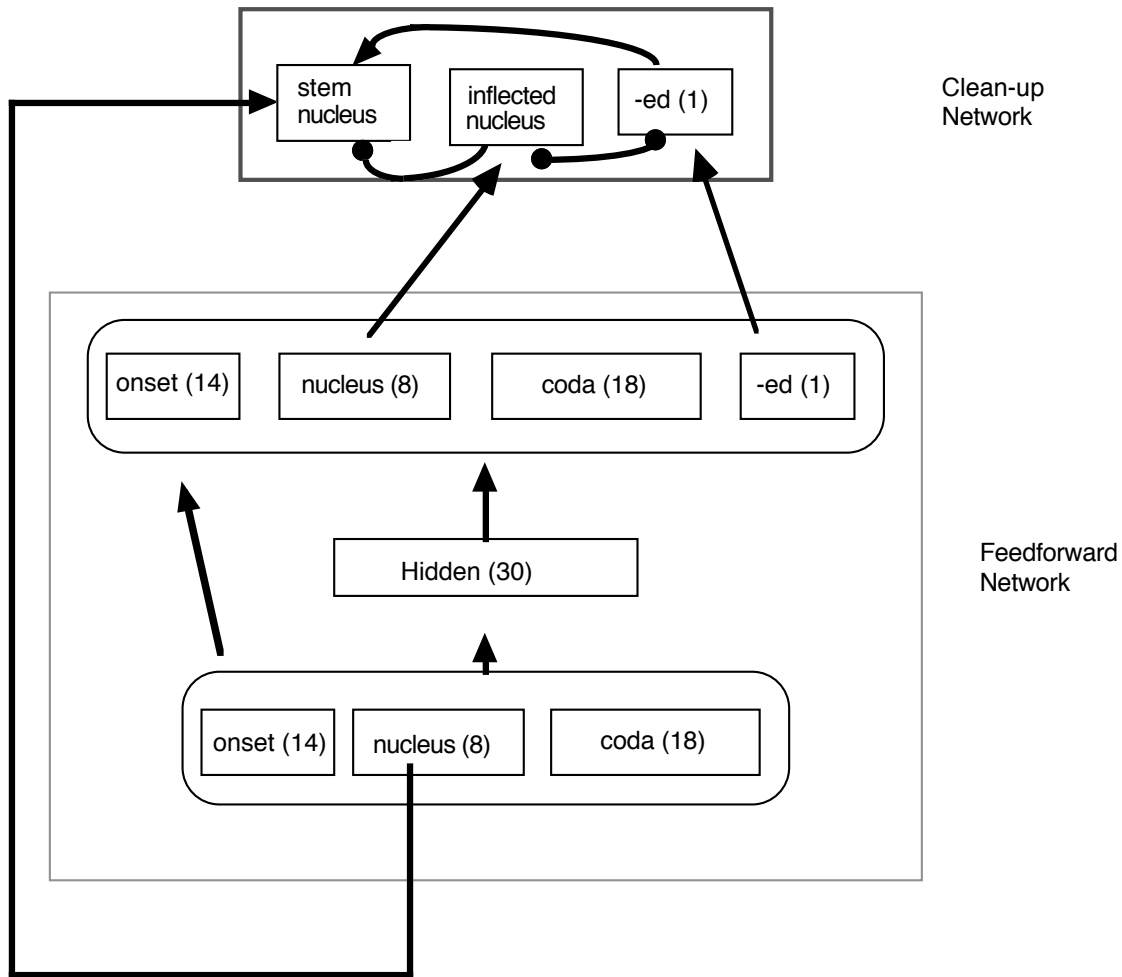 stem
nucleus
inflected
nucleus
-ed (1)
Clean-up
Network
onset (14)
nucleus (8)
coda (18)
-ed (1)
Hidden (30)
Feedforward
Network
onset (14)
nucleus (8)
coda (18)